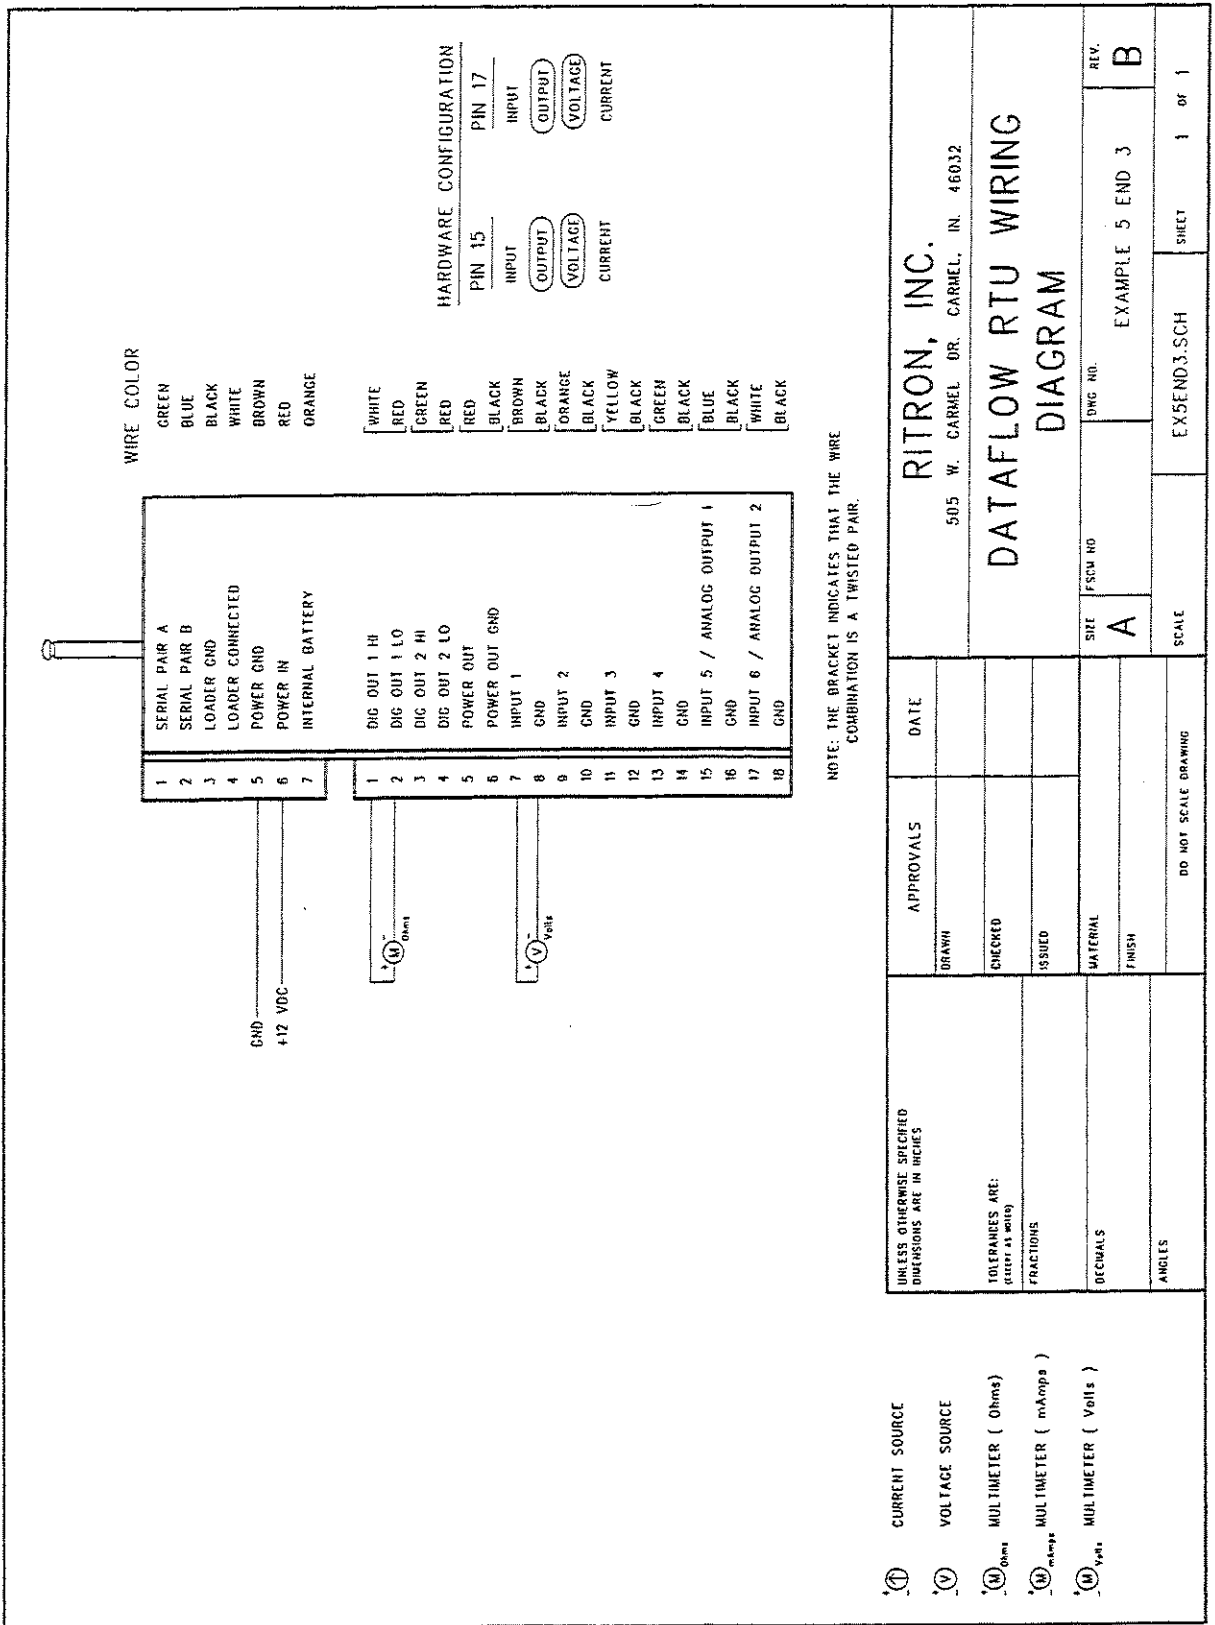 WIRE COLOR
1 SERIAL PAIR A GREEN
2 SERIAL PAIR B BLUE
3 LOADER GND BLACK
4 LOADER CONNECTED WHITE
GND 5 POWER GND BROWN
+12 VDC 6 POWER IN RED
7 INTERNAL BATTERY ORANGE
1 DIG OUT 1 HI WHITE
2 DIG OUT 1 LO RED
3 DIG OUT 2 HI GREEN
4 DIG OUT 2 LO RED
5 POWER OUT RED
6 POWER OUT GND BLACK
7 INPUT 1 BROWN
8 GND BLACK
9 INPUT 2 ORANGE
10 GND BLACK
11 INPUT 3 YELLOW
12 GND BLACK
13 INPUT 4 GREEN
14 GND BLACK
15 INPUT 5 / ANALOG OUTPUT 1 BLUE
16 GND BLACK
17 INPUT 6 / ANALOG OUTPUT 2 WHITE
18 GND BLACK
+ M -
Ohms
+ V -
Volts
HARDWARE CONFIGURATION
PIN 15 PIN 17
INPUT INPUT
OUTPUT OUTPUT
VOLTAGE VOLTAGE
CURRENT CURRENT
NOTE: THE BRACKET INDICATES THAT THE WIRE
COMBINATION IS A TWISTED PAIR.
CURRENT SOURCE
V VOLTAGE SOURCE
M Ohms MULTIMETER ( Ohms)
M mAmps MULTIMETER ( mAmps )
M Volts MULTIMETER ( Volts )
UNLESS OTHERWISE SPECIFIED
DIMENSIONS ARE IN INCHES
TOLERANCES ARE:
(EXCEPT AS NOTED)
FRACTIONS
DECIMALS
ANGLES
APPROVALS DATE
DRAWN
CHECKED
ISSUED
MATERIAL
FINISH
DO NOT SCALE DRAWING
RITRON, INC.
505 W. CARMEL DR. CARMEL, IN. 46032
DATAFLOW RTU WIRING
DIAGRAM
SIZE A
FSCM NO
DWG NO.
EXAMPLE 5 END 3
REV.
B
SCALE
EX5END3.SCH
SHEET 1 of 1